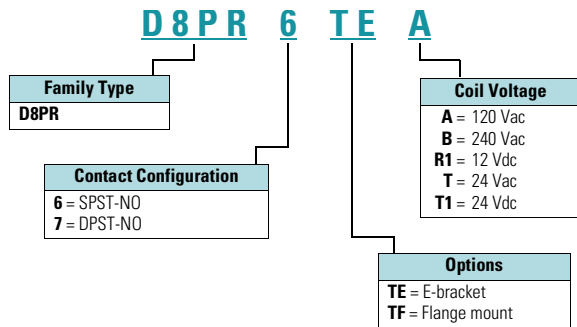 D8PR 6 TE A
Family Type
D8PR
Contact Configuration
6 = SPST-NO
7 = DPST-NO
Coil Voltage
A = 120 Vac
B = 240 Vac
R1 = 12 Vdc
T = 24 Vac
T1 = 24 Vdc
Options
TE = E-bracket
TF = Flange mount